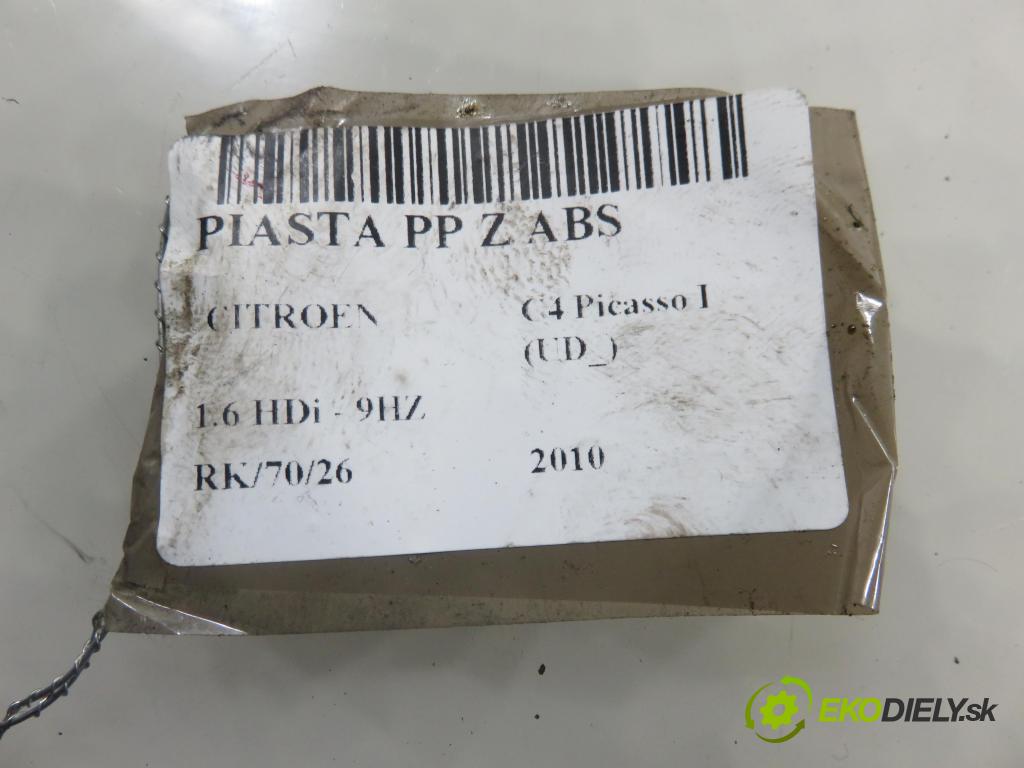 PIASTA PP Z ABS
CITROEN C4 Picasso I
(UD_)
1.6 HDi - 9HZ
RK/70/26 2010
EKODIELY.sk